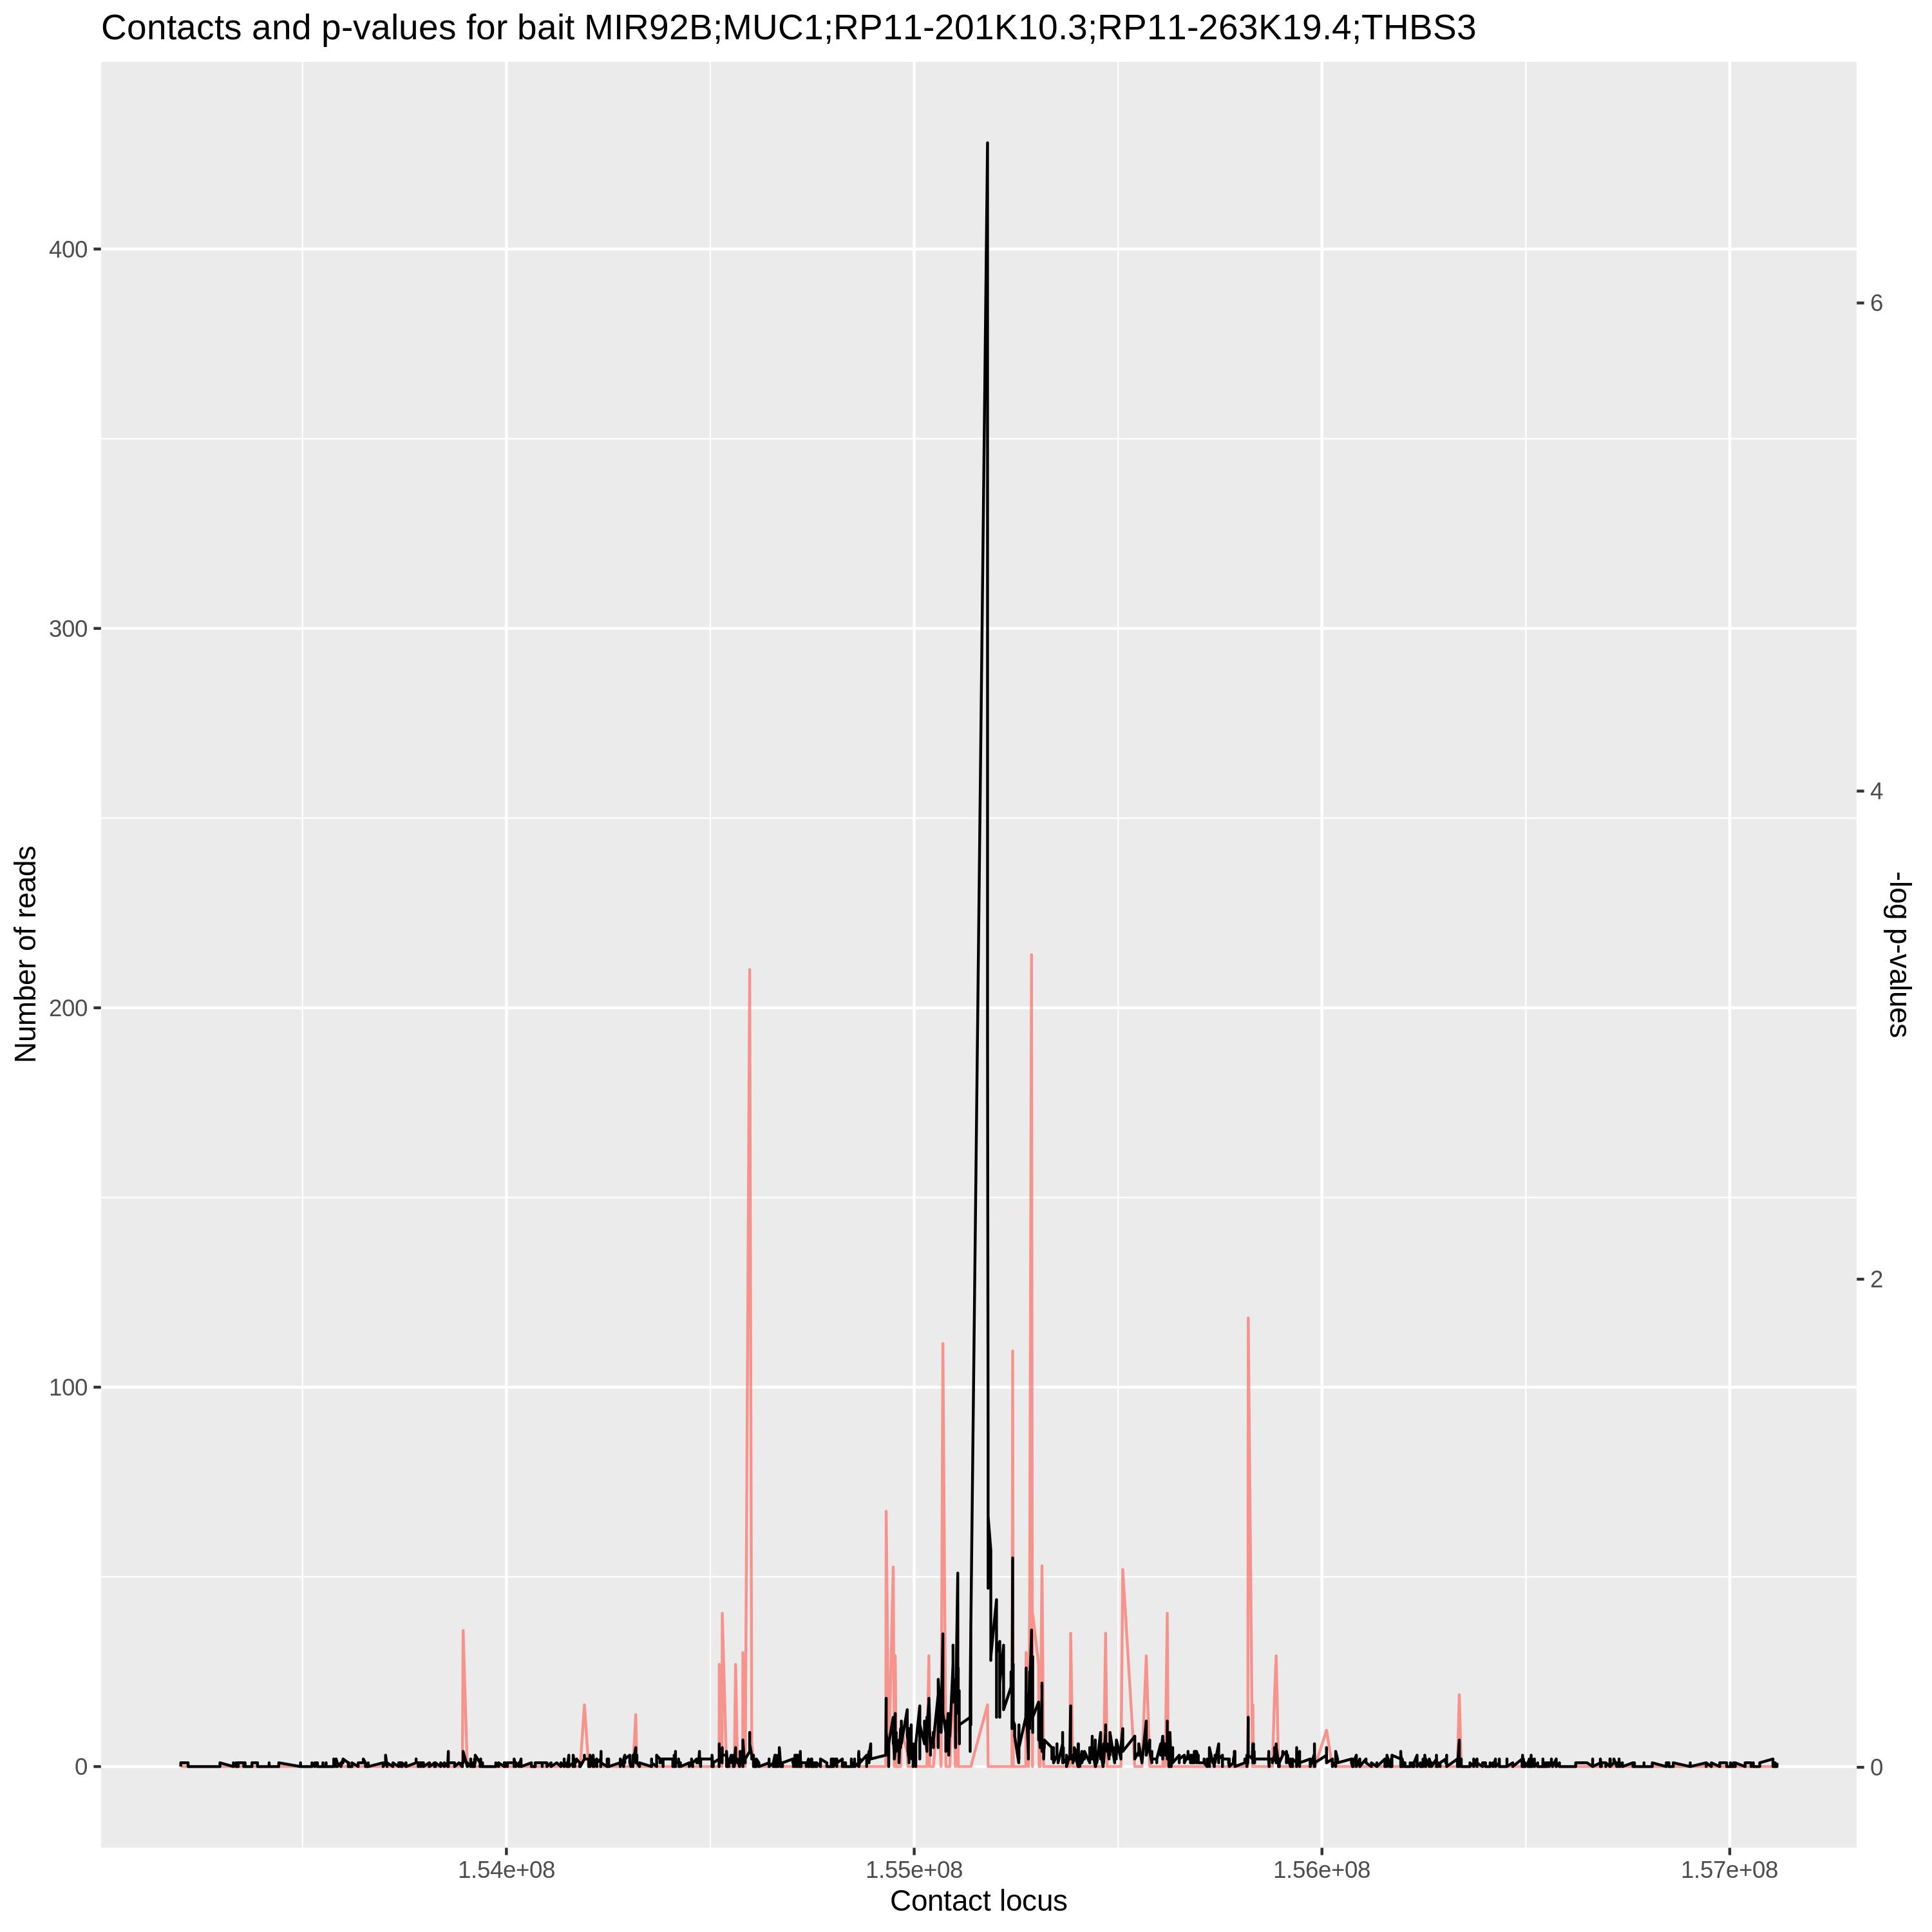 Contacts and p-values for bait MIR92B;MUC1;RP11-201K10.3;RP11-263K19.4;THBS3
Number of reads
400
300
200
100
0
6
4
2
0
-log p-values
1.54e+08
1.55e+08
1.56e+08
1.57e+08
Contact locus